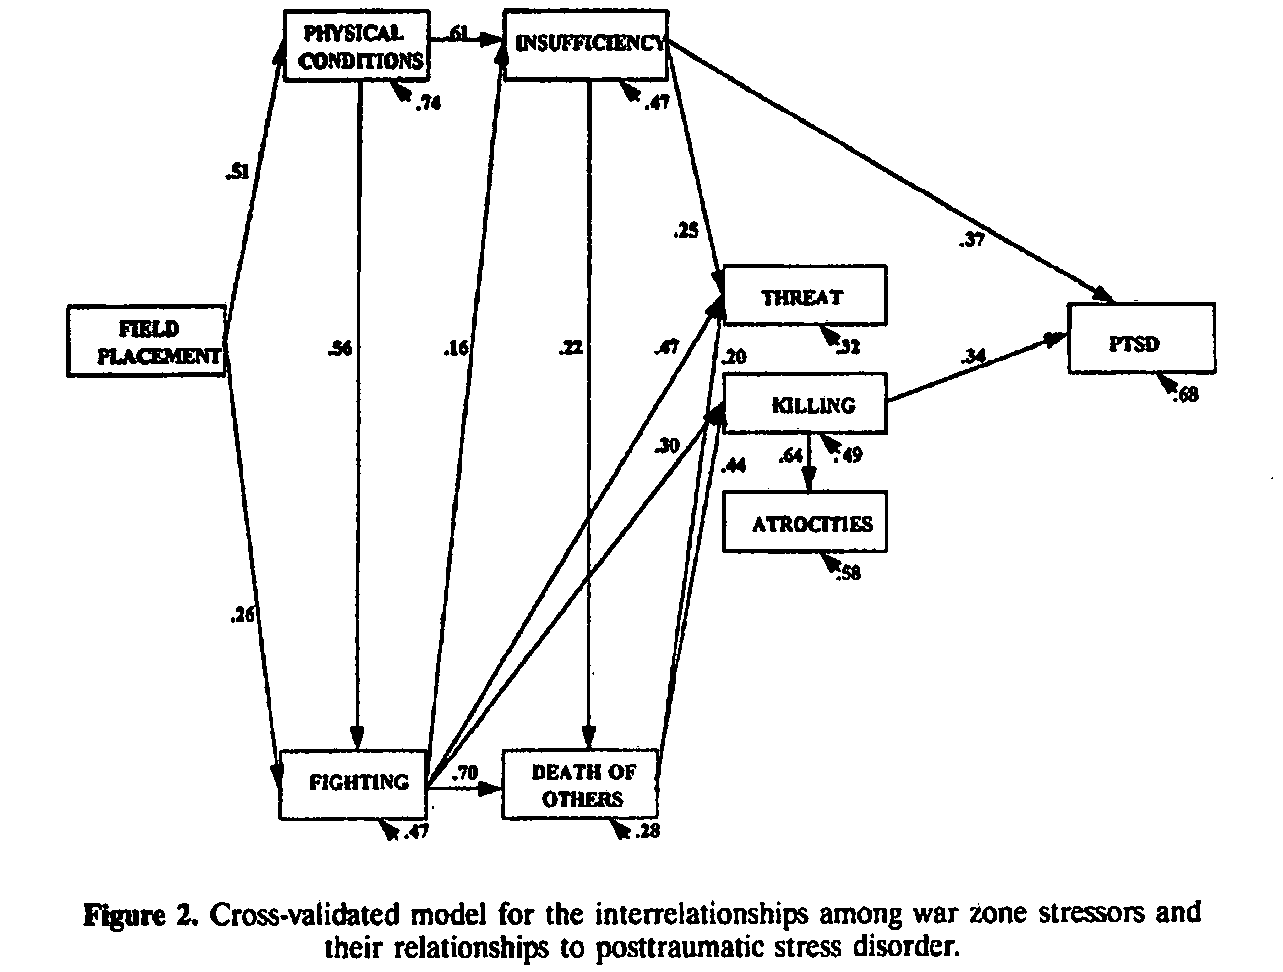 PHYSICAL
CONDITIONS
.61
INSUFFICIENCY
.74
.47
.51
.25
.37
THREAT
.32
FIELD
PLACEMENT
.56
.16
.22
.47
.20
PTSD
.68
.34
KILLING
.30
.64
.49
.44
ATROCITIES
.58
.26
FIGHTING
.70
DEATH OF
OTHERS
.47
.28
Figure 2. Cross-validated model for the interrelationships among war zone stressors and
their relationships to posttraumatic stress disorder.